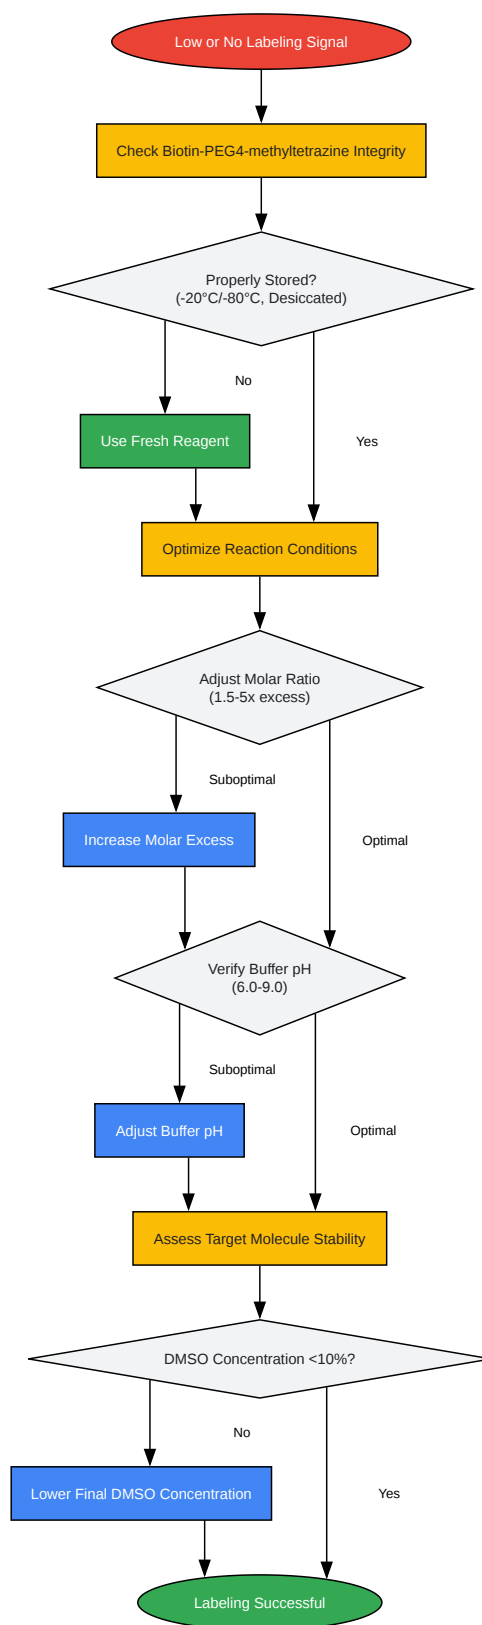 Low or No Labeling Signal
Check Biotin-PEG4-methyltetrazine Integrity
Properly Stored?
(-20°C/-80°C, Desiccated)
No
Use Fresh Reagent
Yes
Optimize Reaction Conditions
Adjust Molar Ratio
(1.5-5x excess)
Suboptimal
Increase Molar Excess
Optimal
Verify Buffer pH
(6.0-9.0)
Suboptimal
Adjust Buffer pH
Optimal
Assess Target Molecule Stability
DMSO Concentration <10%?
No
Lower Final DMSO Concentration
Yes
Labeling Successful